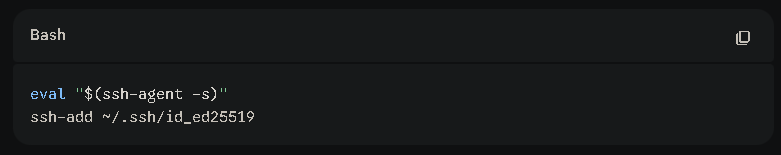 Bash
eval "$(ssh-agent -s)"
ssh-add ~/.ssh/id_ed25519